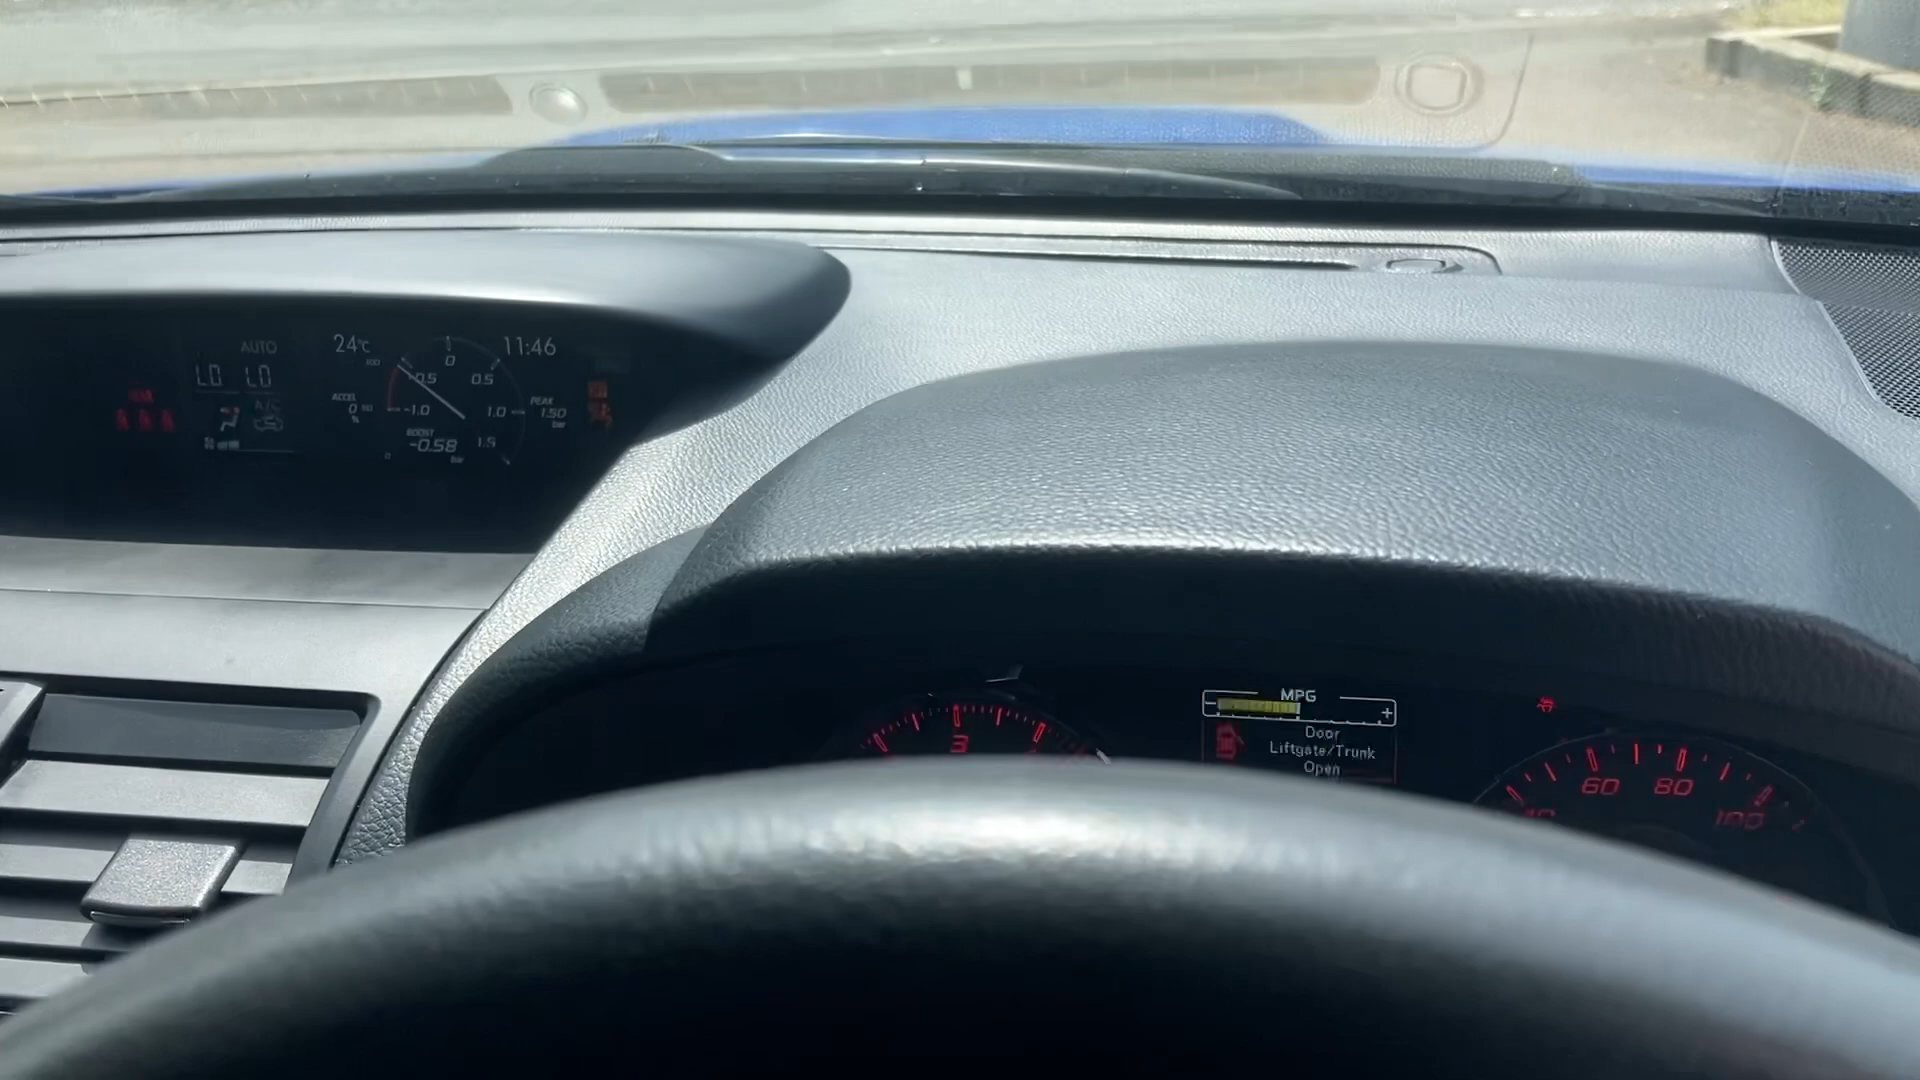 AUTO
LO LO
A/C
24℃
11:46
0
-0.5
0.5
-1.0
1.0
1.5
ACCEL
0
%
PEAK
1.50
bar
BOOST
-0.58
bar
3
MPG
- +
Door
Liftgate/Trunk
Open
40
60
80
100